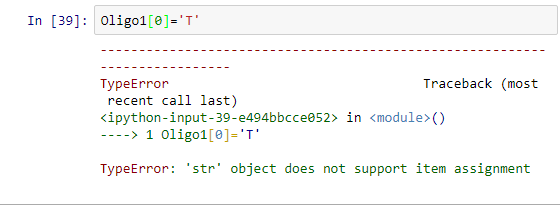 In [39]: Oligo1[0]='T'
---------------------------------------------------------
-----------------
TypeError                                 Traceback (most
 recent call last)
<ipython-input-39-e494bbcce052> in <module>()
----> 1 Oligo1[0]='T'
TypeError: 'str' object does not support item assignment